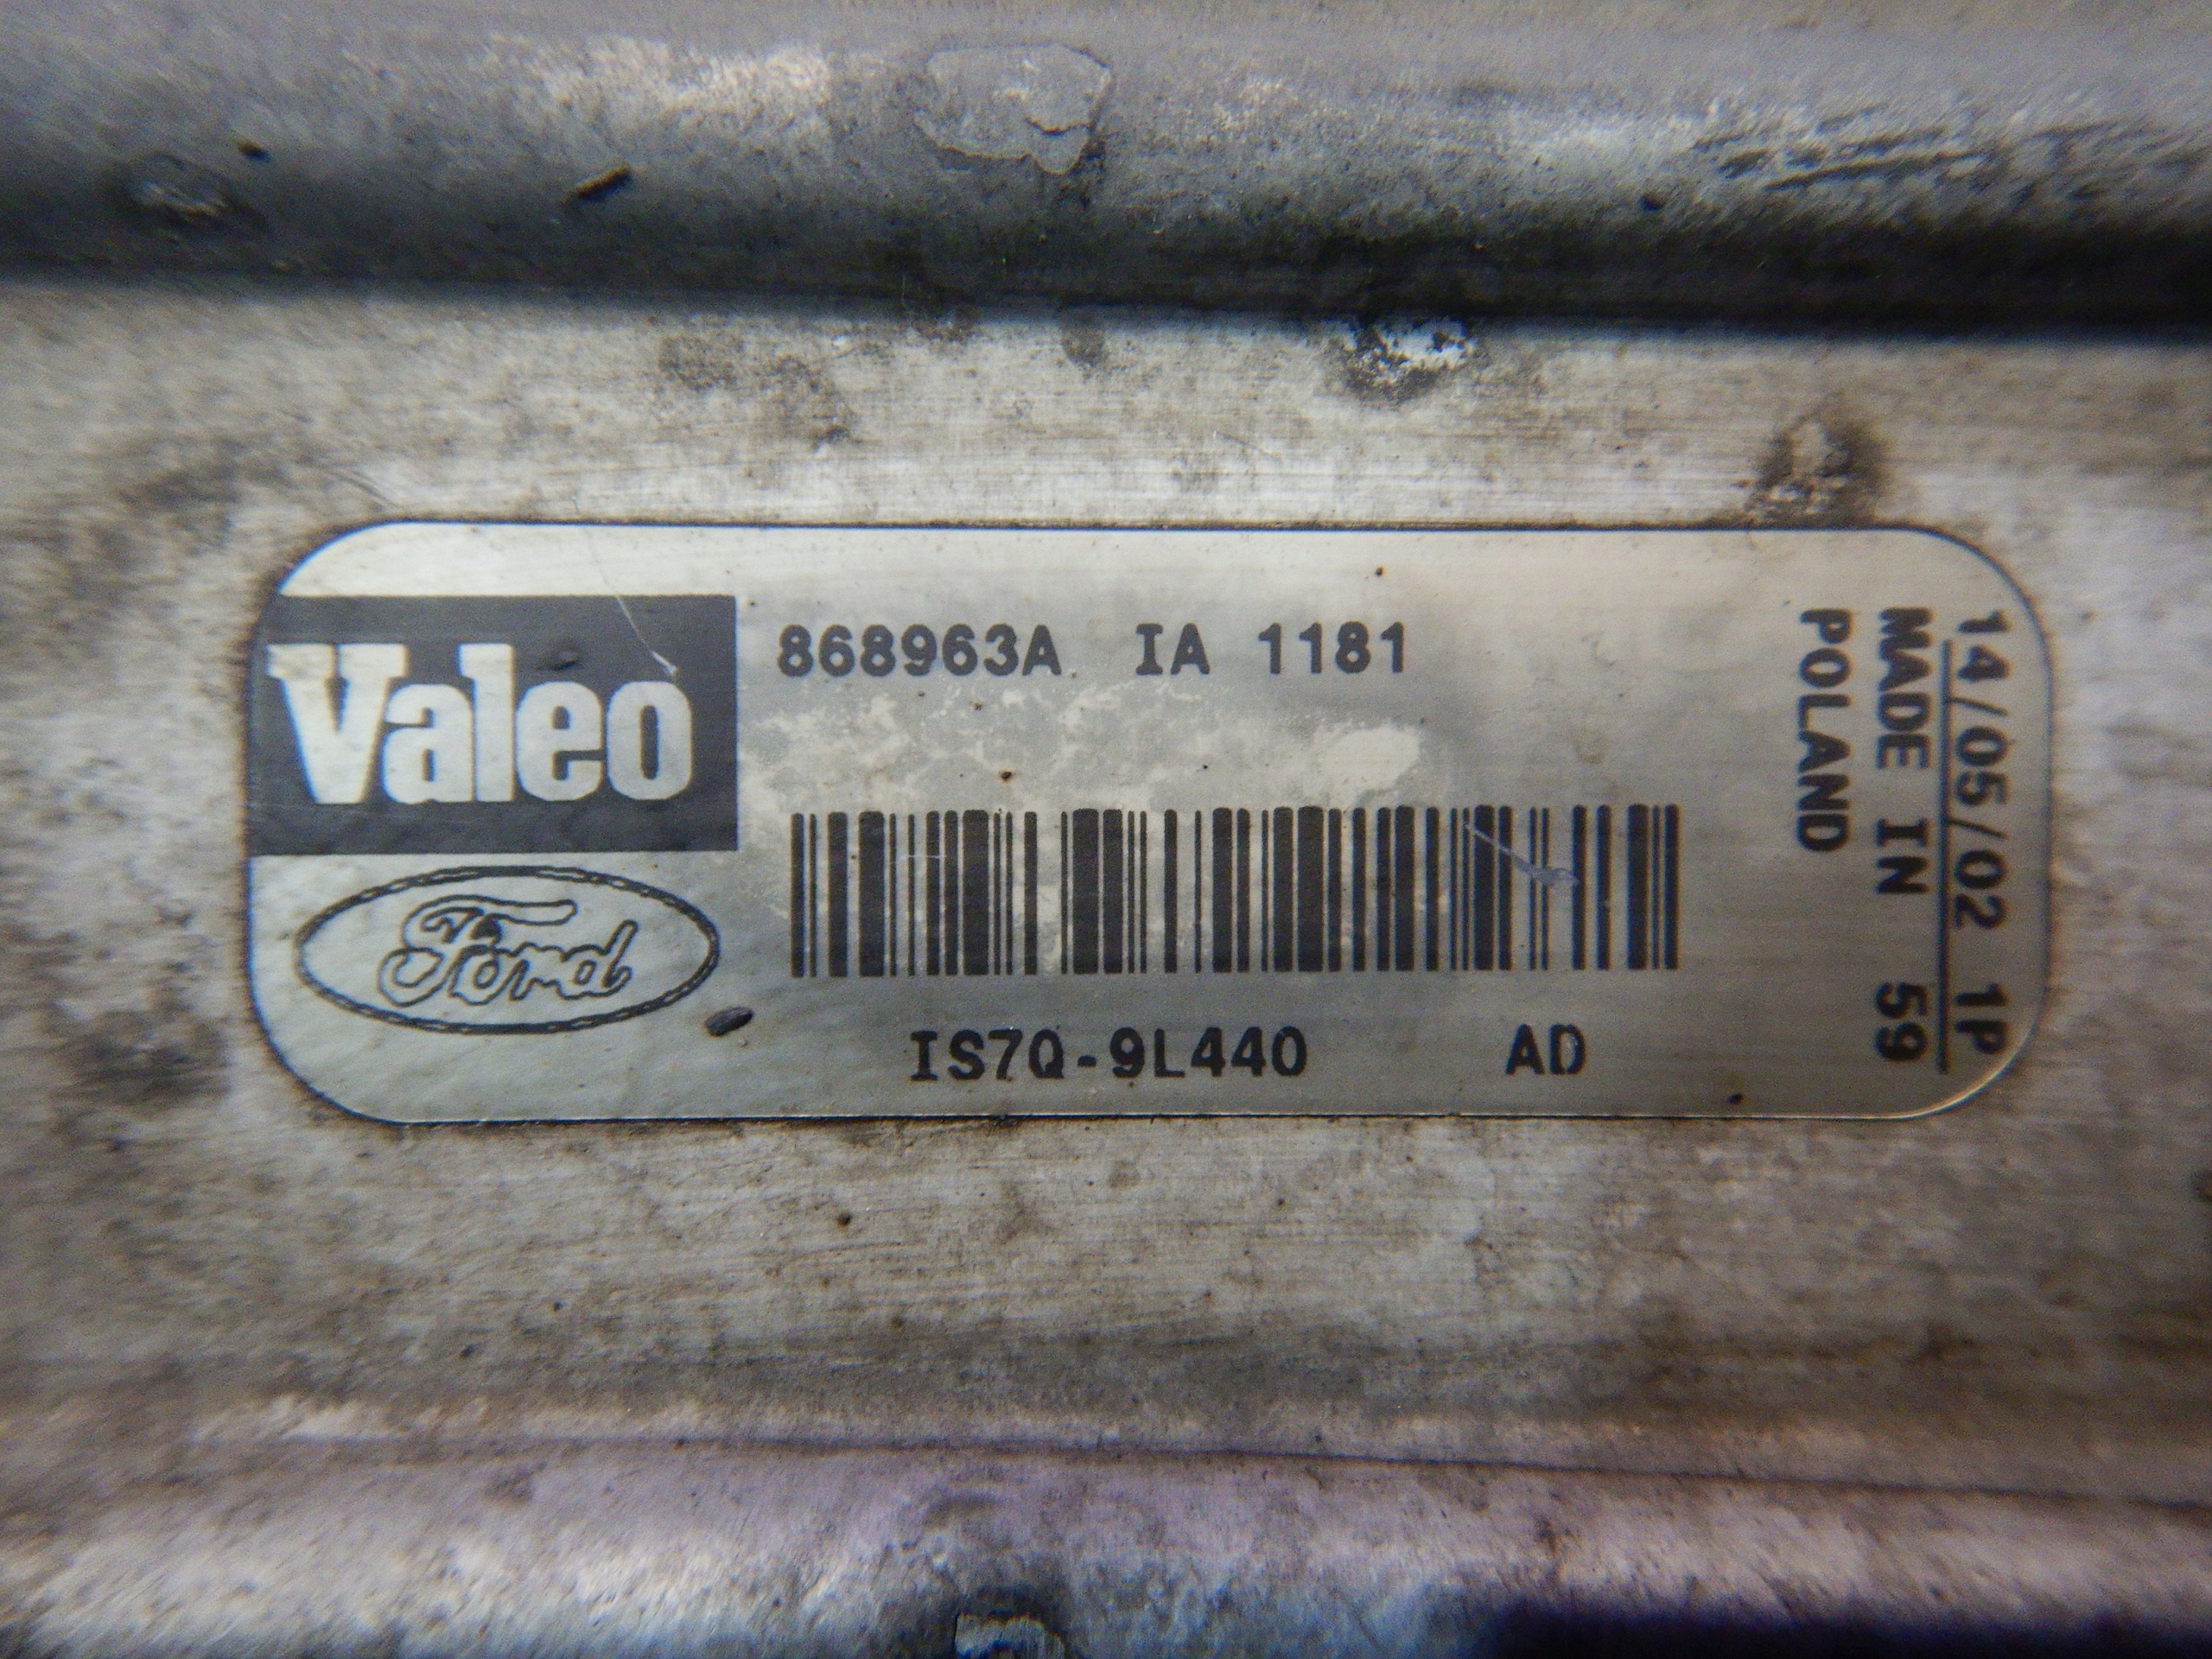 Valeo
Ford
868963A IA 1181
IS7Q-9L440 AD
14/05/02 1P
MADE IN 59
POLAND